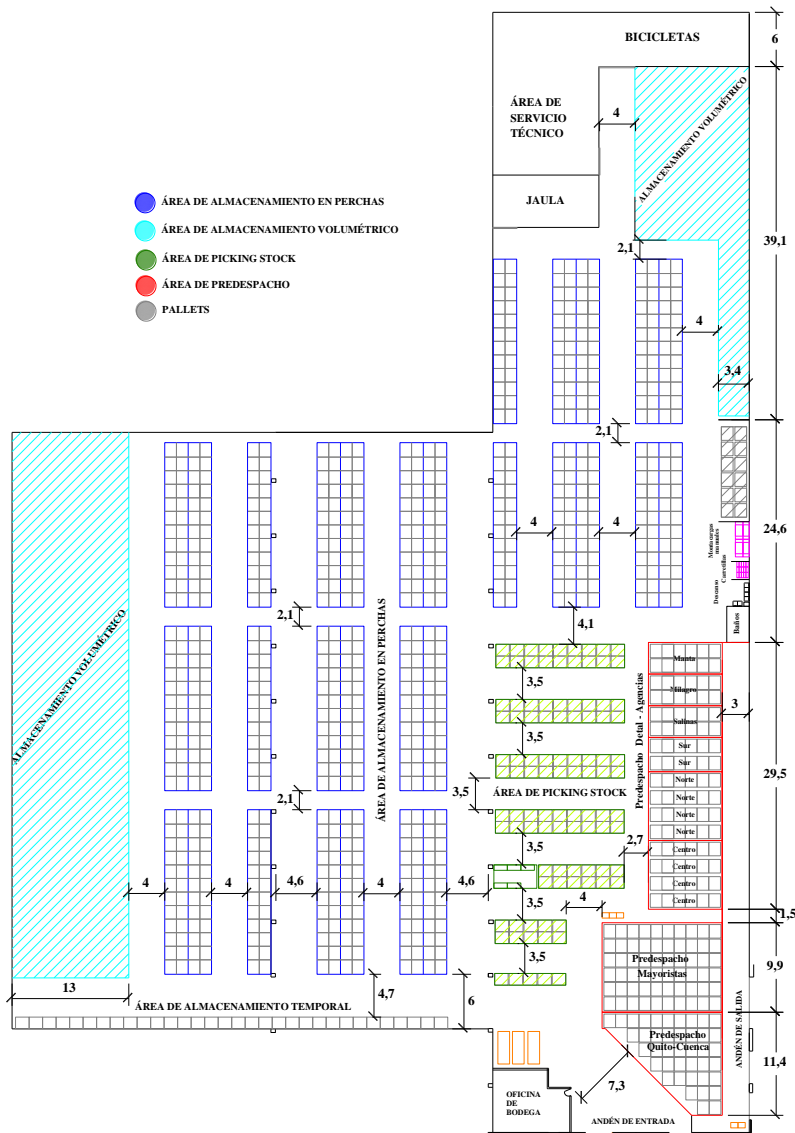 BICICLETAS
6
ÁREA DE
SERVICIO
TÉCNICO
4
ALMACENAMIENTO VOLUMÉTRICO
JAULA
ÁREA DE ALMACENAMIENTO EN PERCHAS
ÁREA DE ALMACENAMIENTO VOLUMÉTRICO
ÁREA DE PICKING STOCK
ÁREA DE PREDESPACHO
PALLETS
39,1
2,1
4
3,4
2,1
4
4
24,6
Montacargas
manuales
Carretillas
Descanso
Baños
2,1
4,1
ALMACENAMIENTO VOLUMÉTRICO
ÁREA DE ALMACENAMIENTO EN PERCHAS
3,5
3,5
Predespacho Detal - Agencias
Manta
Milagro
Salinas
Sur
Sur
Norte
Norte
Norte
Norte
Centro
Centro
Centro
Centro
3
29,5
2,1
3,5
ÁREA DE PICKING STOCK
3,5
2,7
4
4
4,6
4
4,6
3,5
4
1,5
3,5
Predespacho
Mayoristas
9,9
13
ÁREA DE ALMACENAMIENTO TEMPORAL
4,7
6
Predespacho
Quito-Cuenca
ANDÉN DE SALIDA
11,4
7,3
OFICINA
DE
BODEGA
ANDÉN DE ENTRADA